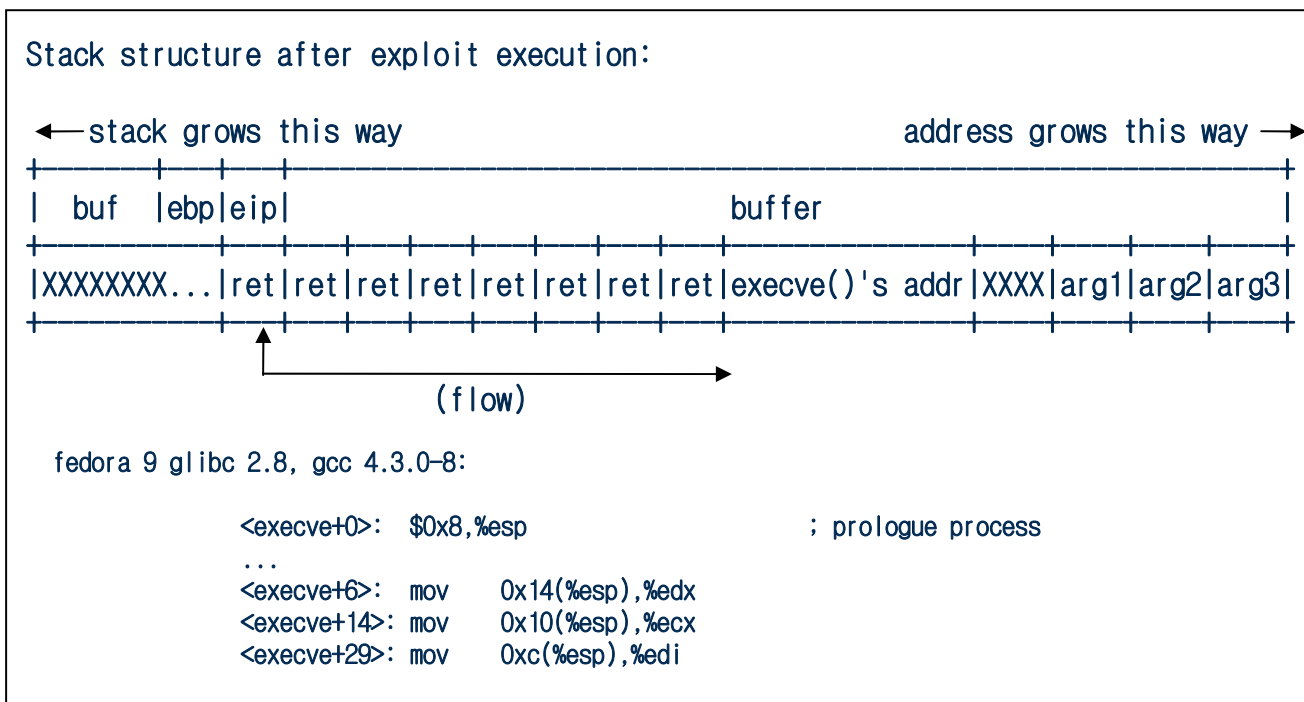 Stack structure after exploit execution:
stack grows this way address grows this way
+---------------+-------+-------+-------------------------------------------------------+
| buf |ebp|eip| buffer |
+-----------------------+-------+-------+-------+-------+-------+-------+-------+-------+
|XXXXXXXX...|ret|ret|ret|ret|ret|ret|ret|ret|execve()'s addr|XXXX|arg1|arg2|arg3|
+-----------------------+-------+-------+-------+-------+-------+-------+-------+-------+
(flow)
fedora 9 glibc 2.8, gcc 4.3.0-8:
<execve+0>: $0x8,%esp ; prologue process
...
<execve+6>: mov 0x14(%esp),%edx
<execve+14>: mov 0x10(%esp),%ecx
<execve+29>: mov 0xc(%esp),%edi